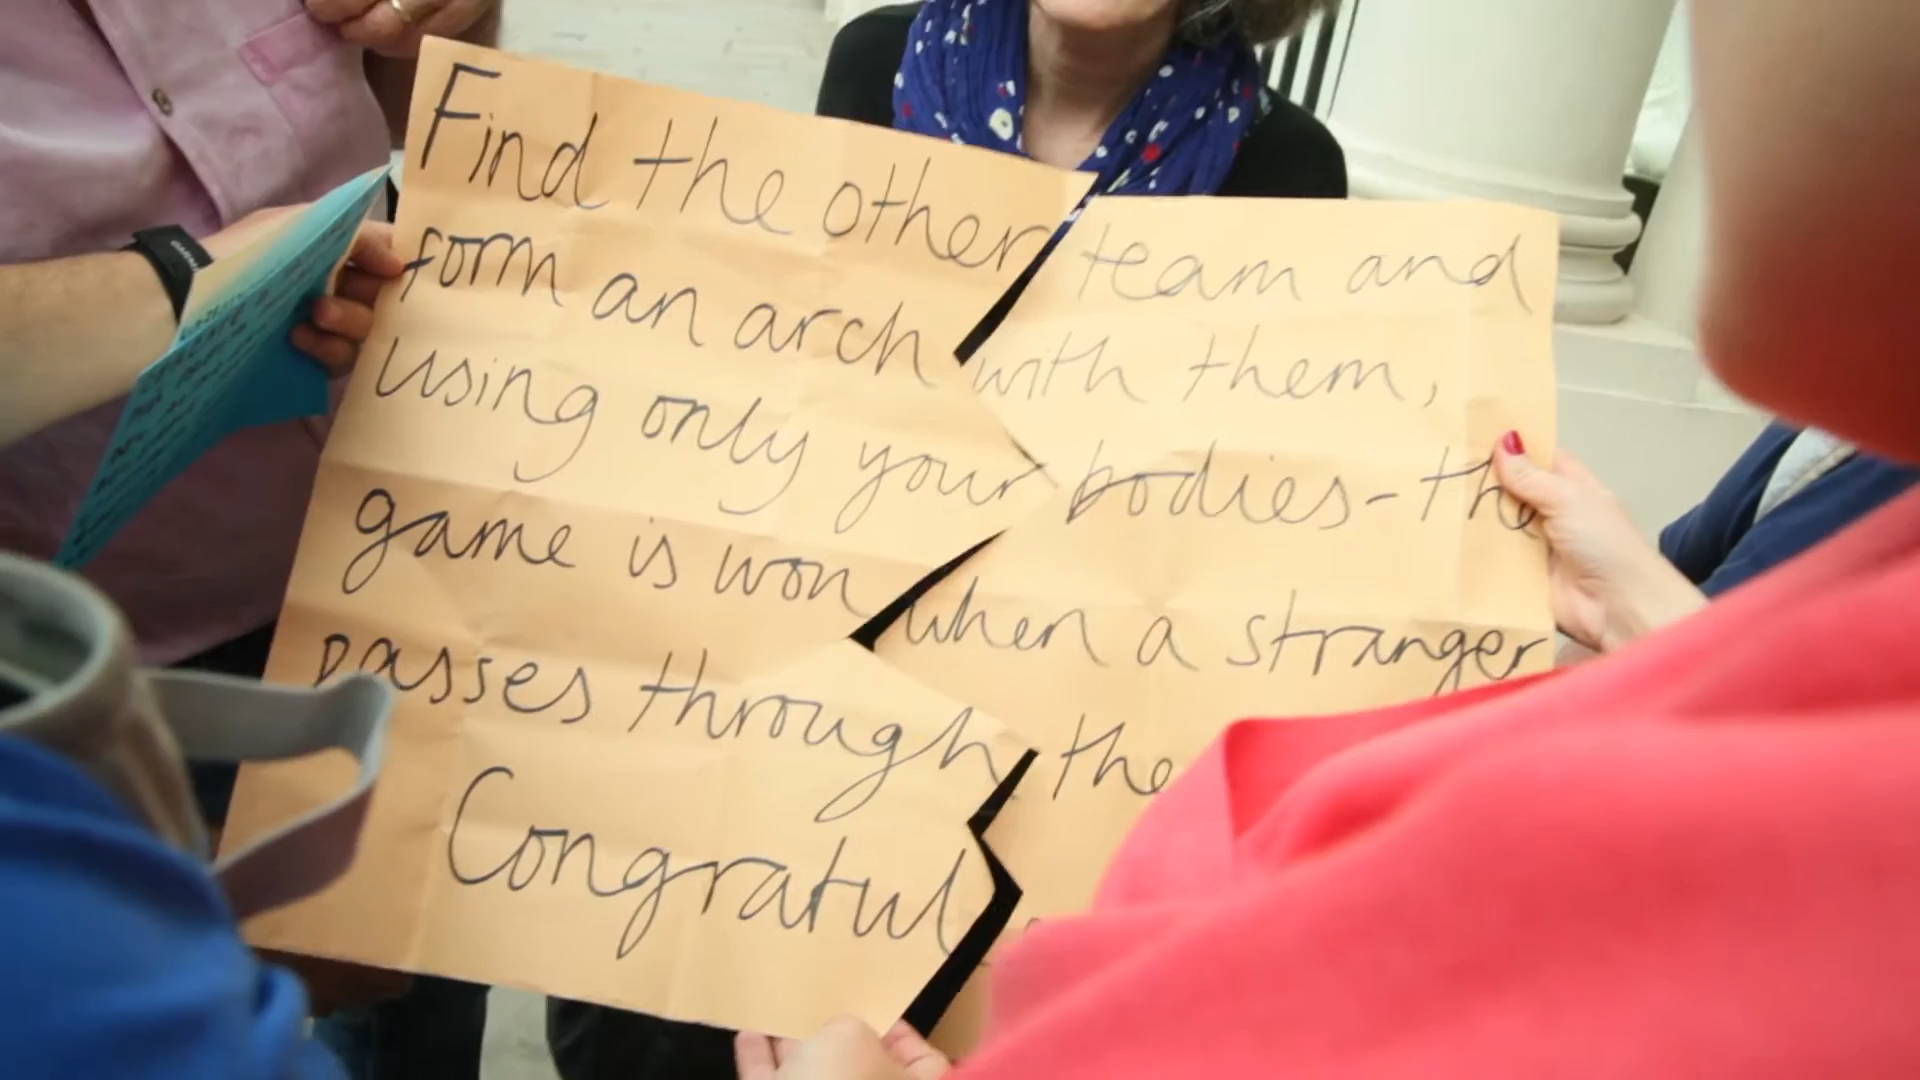 Find the other team and
form an arch with them,
using only your bodies - the
game is won when a stranger
passes through the
Congratul